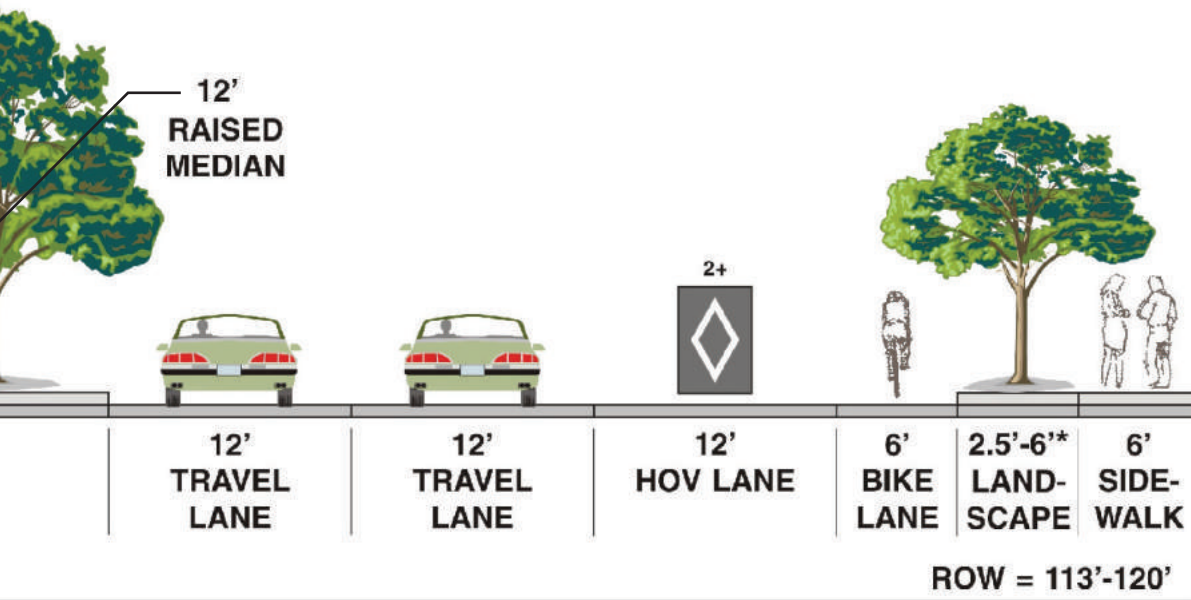 12’
RAISED
MEDIAN
2+
12’
TRAVEL
LANE
12’
TRAVEL
LANE
12’
HOV LANE
6’
BIKE
LANE
2.5’-6’*
LAND-
SCAPE
6’
SIDE-
WALK
ROW = 113’-120’